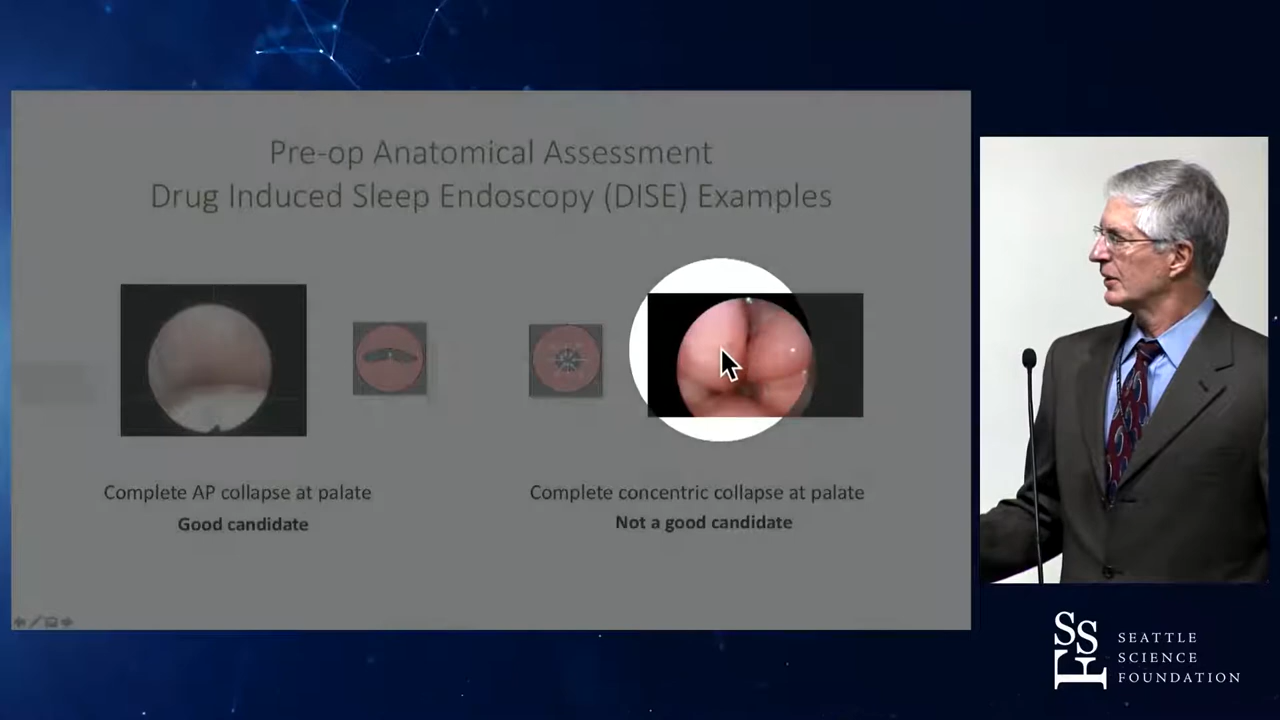 Pre-op Anatomical Assessment
Drug Induced Sleep Endoscopy (DISE) Examples
Complete AP collapse at palate
Good candidate
Complete concentric collapse at palate
Not a good candidate
SSF
SEATTLE
SCIENCE
FOUNDATION